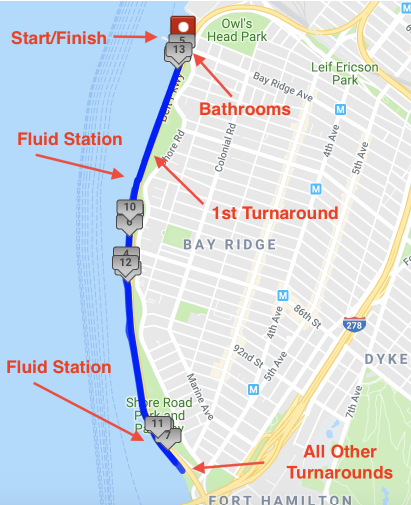 Owl's
Head Park
Start/Finish
5
13
Leif Ericson
Park
M
Bay Ridge Ave
Belt Pkwy
Bathrooms
4th Ave
5th Ave
Fluid Station
Shore Rd
Colonial Rd
M
10
6
1st Turnaround
BAY RIDGE
4
12
M
86th St
278
4th Ave
92nd St
5th Ave
DYKE
Fluid Station
M
Marine Ave
7th Ave
Shore Road
Park and
Parkway
11
7
All Other
Turnarounds
FORT HAMILTON